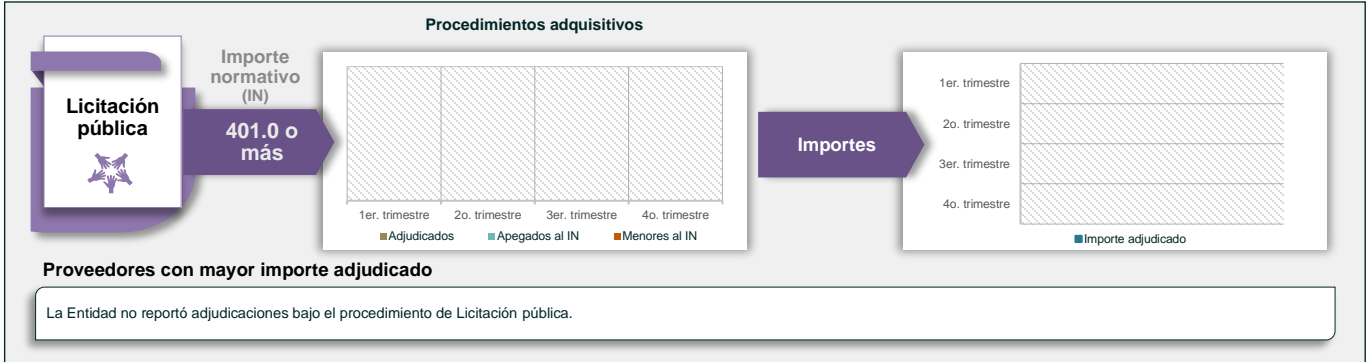 Procedimientos adquisitivos
Licitación
pública
Importe
normativo
(IN)
401.0 o
más
1er. trimestre 2o. trimestre 3er. trimestre 4o. trimestre
Adjudicados Apegados al IN Menores al IN
Importes
1er. trimestre
2o. trimestre
3er. trimestre
4o. trimestre
Importe adjudicado
Proveedores con mayor importe adjudicado
La Entidad no reportó adjudicaciones bajo el procedimiento de Licitación pública.